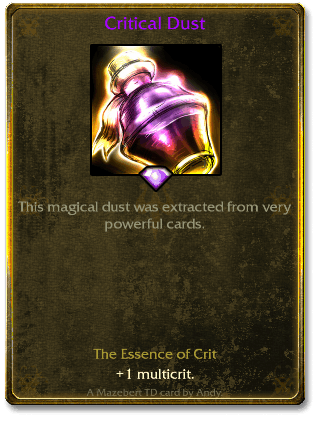 Critical Dust
This magical dust was extracted from very
powerful cards.
The Essence of Crit
+1 multicrit.
A Mazebert TD card by Andy.